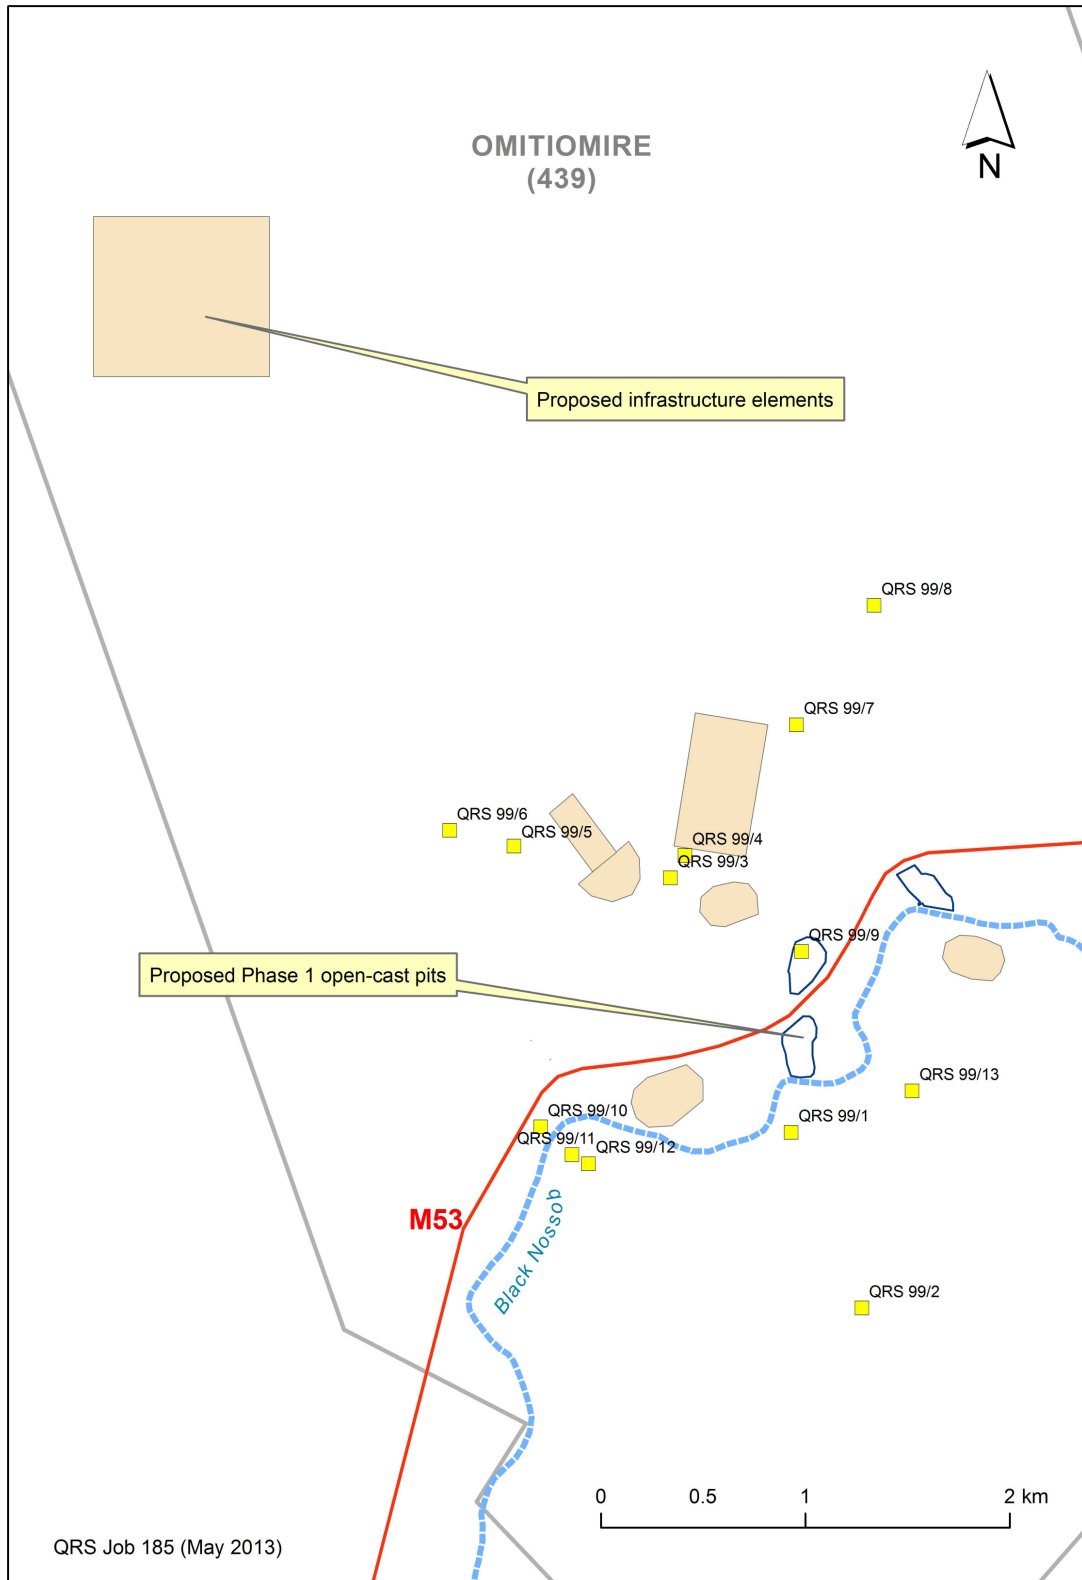 OMITIOMIRE
(439)
N
Proposed infrastructure elements
QRS 99/8
QRS 99/7
QRS 99/6
QRS 99/5
QRS 99/4
QRS 99/3
QRS 99/9
Proposed Phase 1 open-cast pits
QRS 99/13
QRS 99/10
QRS 99/1
QRS 99/11
QRS 99/12
M53
Black Nossob
QRS 99/2
0 0.5 1 2 km
QRS Job 185 (May 2013)